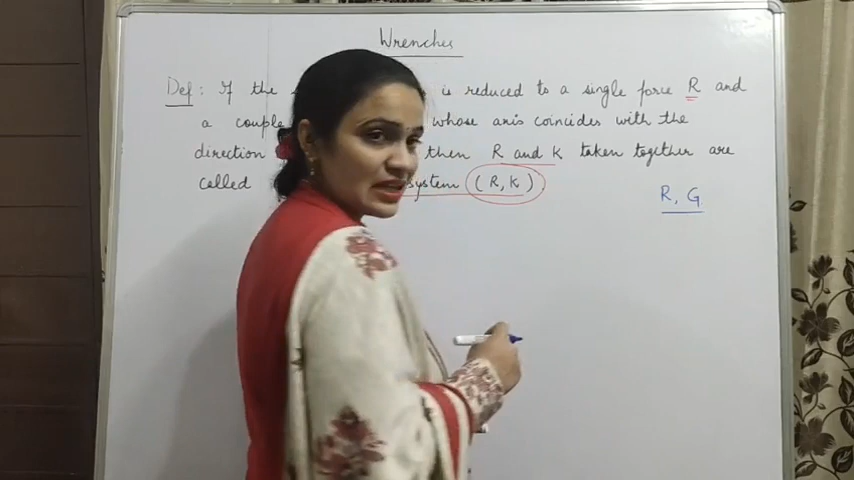 Wrenches
Def : If the is reduced to a single force R and
a couple whose axis coincides with the
direction then R and K taken together are
called system ( R, K )
R, G